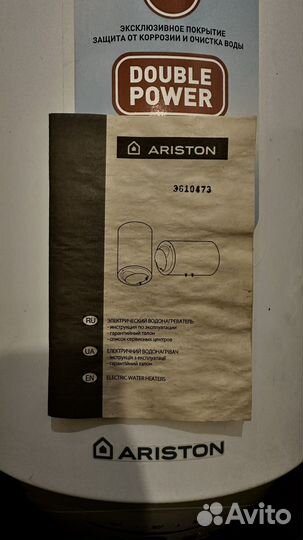 ЭКСКЛЮЗИВНОЕ ПОКРЫТИЕ
ЗАЩИТА ОТ КОРРОЗИИ И ОЧИСТКА ВОДЫ
DOUBLE
POWER
ARISTON
Э610473
RU ЭЛЕКТРИЧЕСКИЙ ВОДОНАГРЕВАТЕЛЬ
- инструкция по эксплуатации
- гарантийный талон
- список сервисных центров
UA ЕЛЕКТРИЧНИЙ ВОДОНАГРІВАЧ
- інструкція з експлуатації
- гарантійний талон
EN ELECTRIC WATER HEATERS
ARISTON
Avito